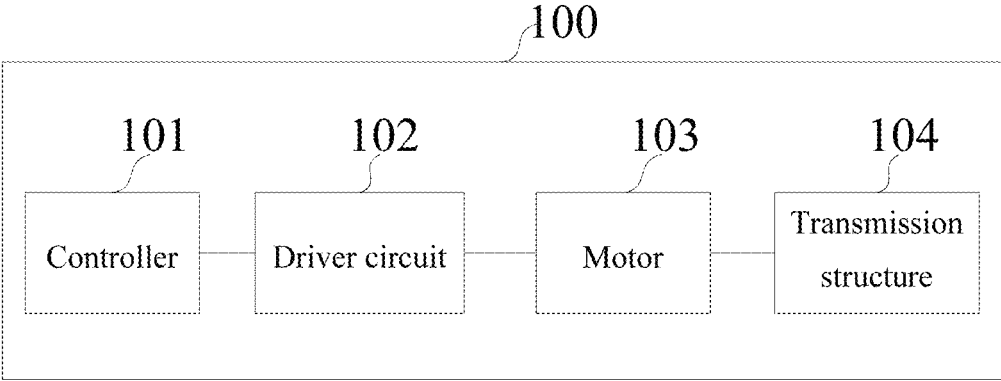 100
101
102
103
104
Controller
Driver circuit
Motor
Transmission
structure